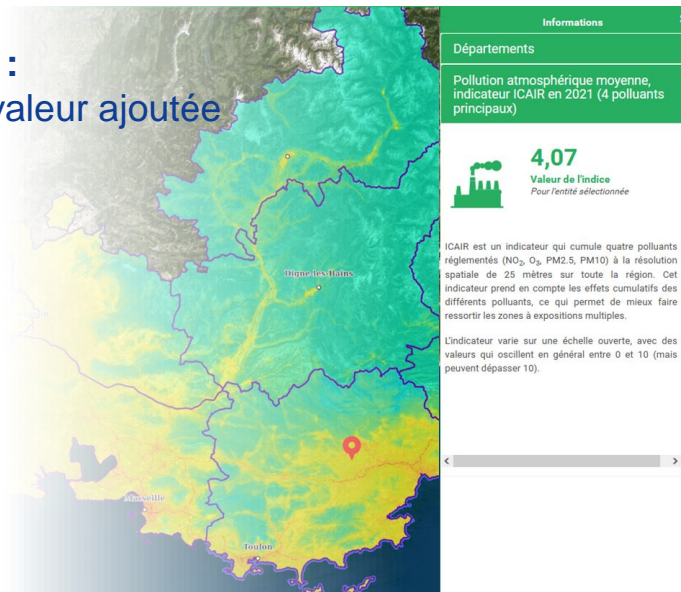 :
valeur ajoutée
Informations
Départements
Pollution atmosphérique moyenne,
indicateur ICAIR en 2021 (4 polluants
principaux)
4,07
Valeur de l'indice
Pour l'entité sélectionnée
ICAIR est un indicateur qui cumule quatre polluants
réglementés (NO₂, O₃, PM2.5, PM10) à la résolution
spatiale de 25 mètres sur toute la région. Cet
indicateur prend en compte les effets cumulatifs des
différents polluants, ce qui permet de mieux faire
ressortir les zones à expositions multiples.
L'indicateur varie sur une échelle ouverte, avec des
valeurs qui oscillent en général entre 0 et 10 (mais
peuvent dépasser 10).
Digne-les-Bains
Marseille
Toulon